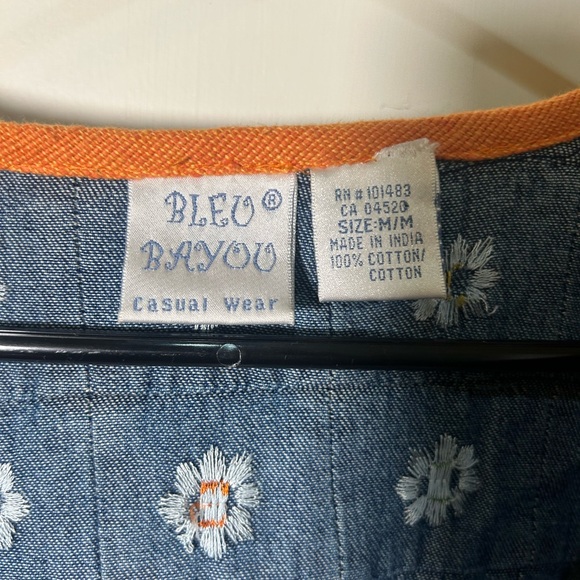 BLEU®
BAYOU
Casual Wear
RN # 101483
CA 04520
SIZE: M/M
MADE IN INDIA
100% COTTON/
COTTON